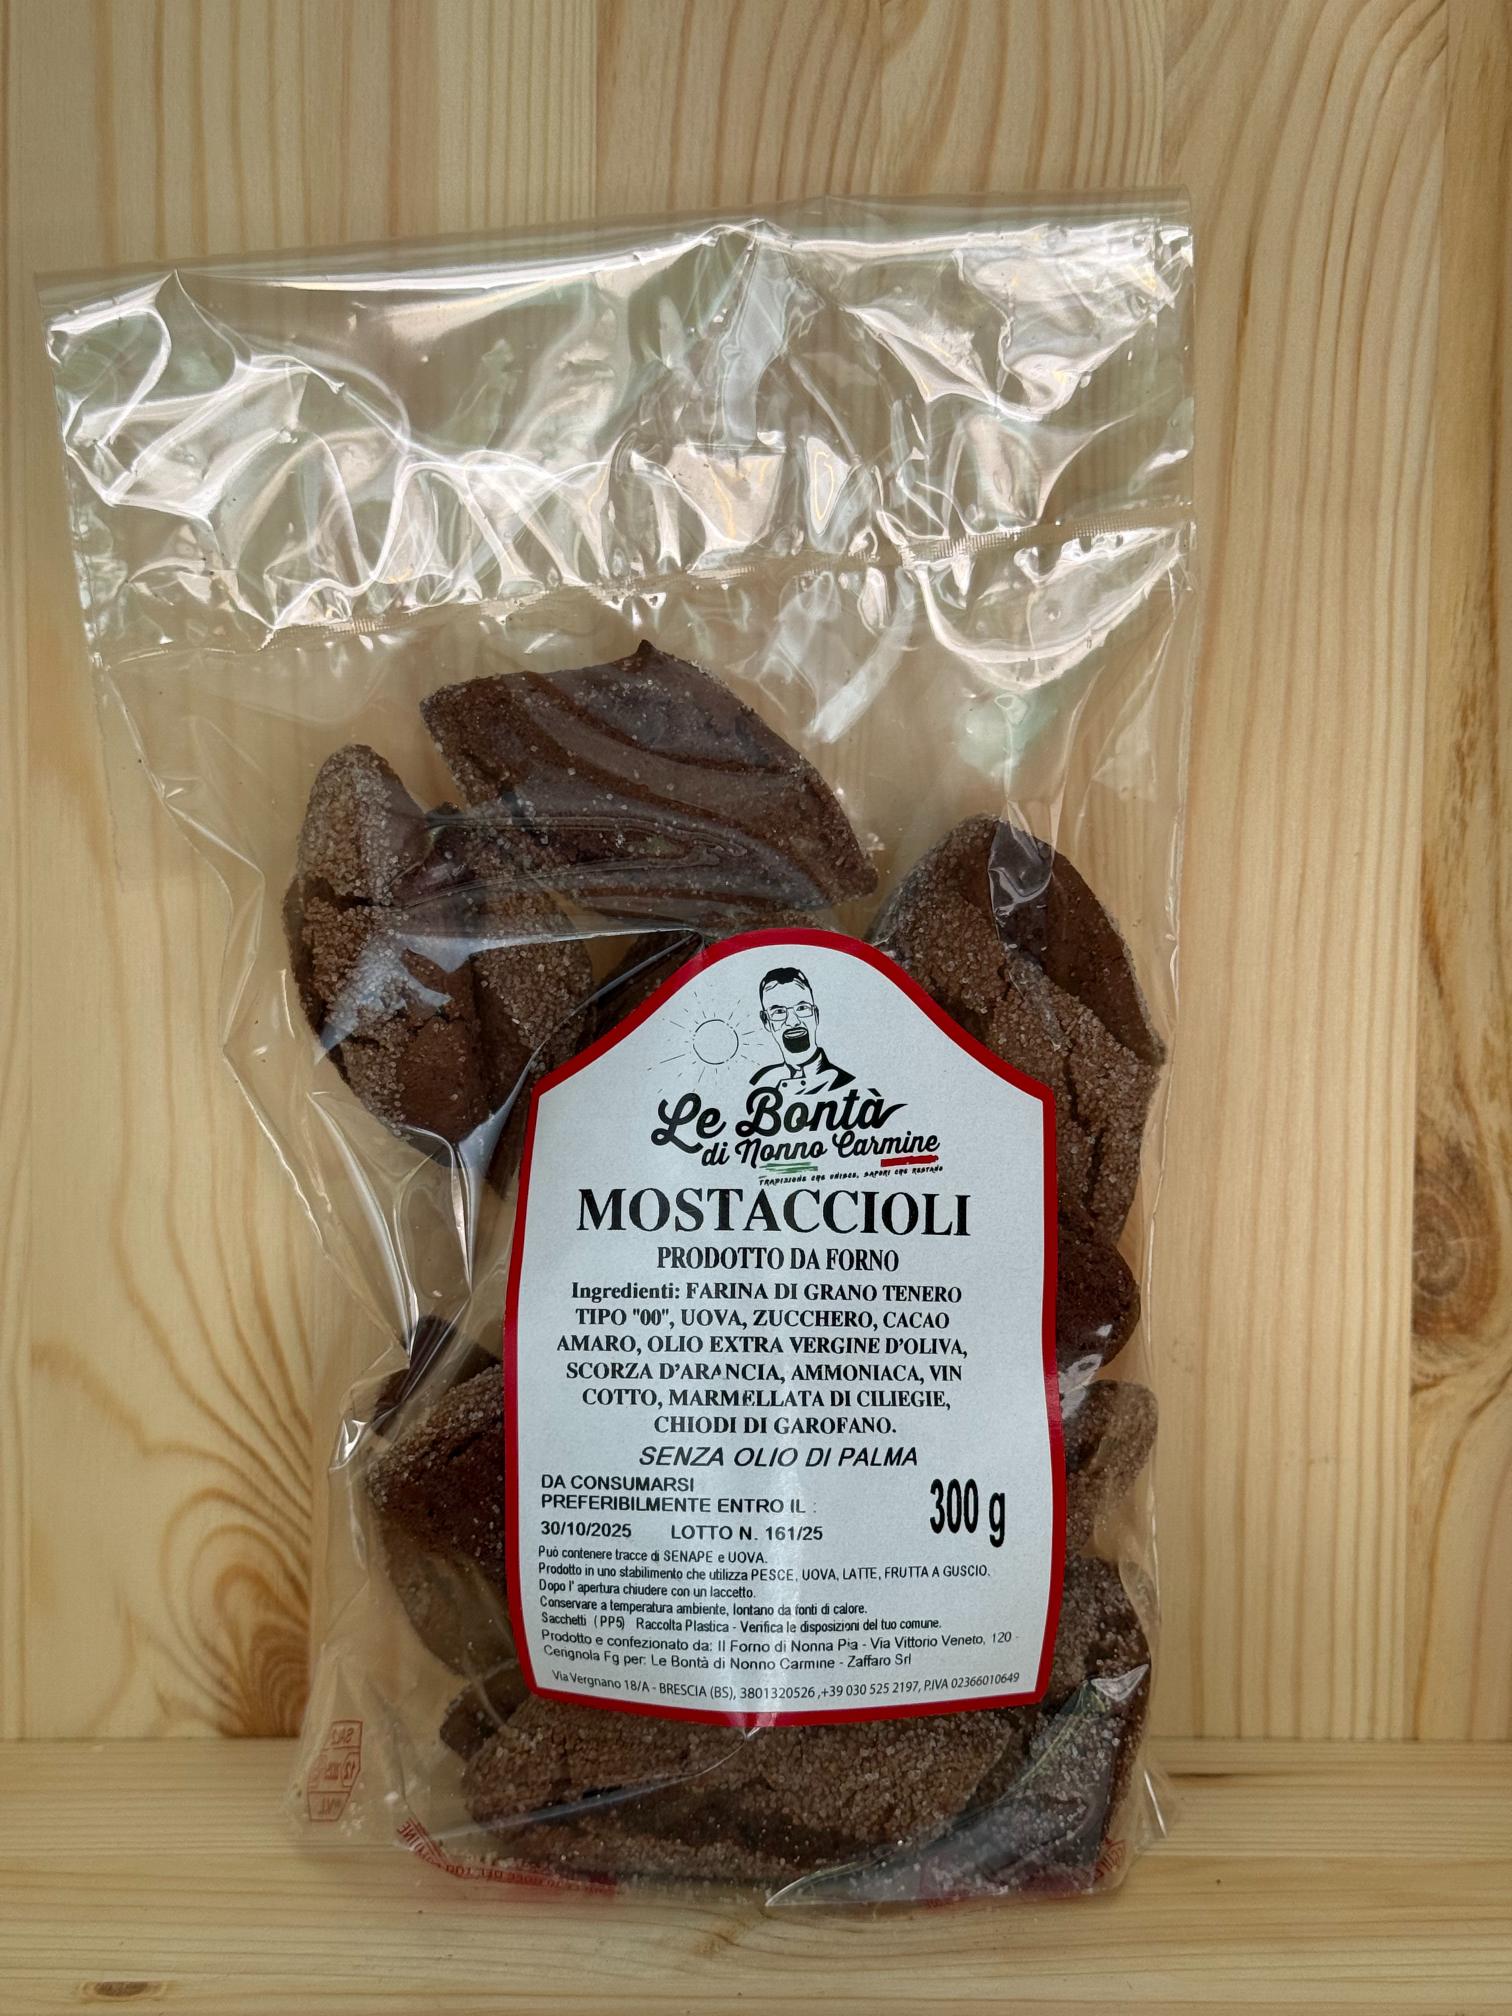 Le Bontà
di Nonno Carmine
TRADIZIONE CHE UNISCE, SAPORI CHE RESTANO
MOSTACCIOLI
PRODOTTO DA FORNO
Ingredienti: FARINA DI GRANO TENERO
TIPO "00", UOVA, ZUCCHERO, CACAO
AMARO, OLIO EXTRA VERGINE D'OLIVA,
SCORZA D'ARANCIA, AMMONIACA, VIN
COTTO, MARMELLATA DI CILIEGIE,
CHIODI DI GAROFANO.
SENZA OLIO DI PALMA
DA CONSUMARSI
PREFERIBILMENTE ENTRO IL :
30/10/2025 LOTTO N. 161/25
300 g
Può contenere tracce di SENAPE e UOVA.
Prodotto in uno stabilimento che utilizza PESCE, UOVA, LATTE, FRUTTA A GUSCIO.
Dopo l' apertura chiudere con un laccetto.
Conservare a temperatura ambiente, lontano da fonti di calore.
Sacchetti (PP5) Raccolta Plastica - Verifica le disposizioni del tuo comune.
Prodotto e confezionato da: Il Forno di Nonna Pia - Via Vittorio Veneto, 120 -
Cerignola Fg per: Le Bontà di Nonno Carmine - Zaffaro Srl
Via Vergnano 18/A - BRESCIA (BS), 3801320526 ,+39 030 525 2197, P.IVA 02366010649